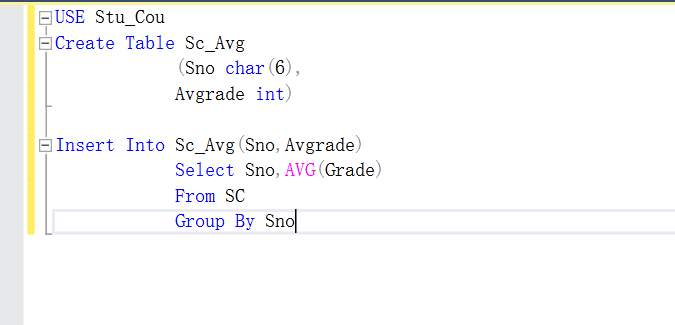 USE Stu_Cou
Create Table Sc_Avg
(Sno char(6),
Avgrade int)
Insert Into Sc_Avg(Sno,Avgrade)
Select Sno,AVG(Grade)
From SC
Group By Sno